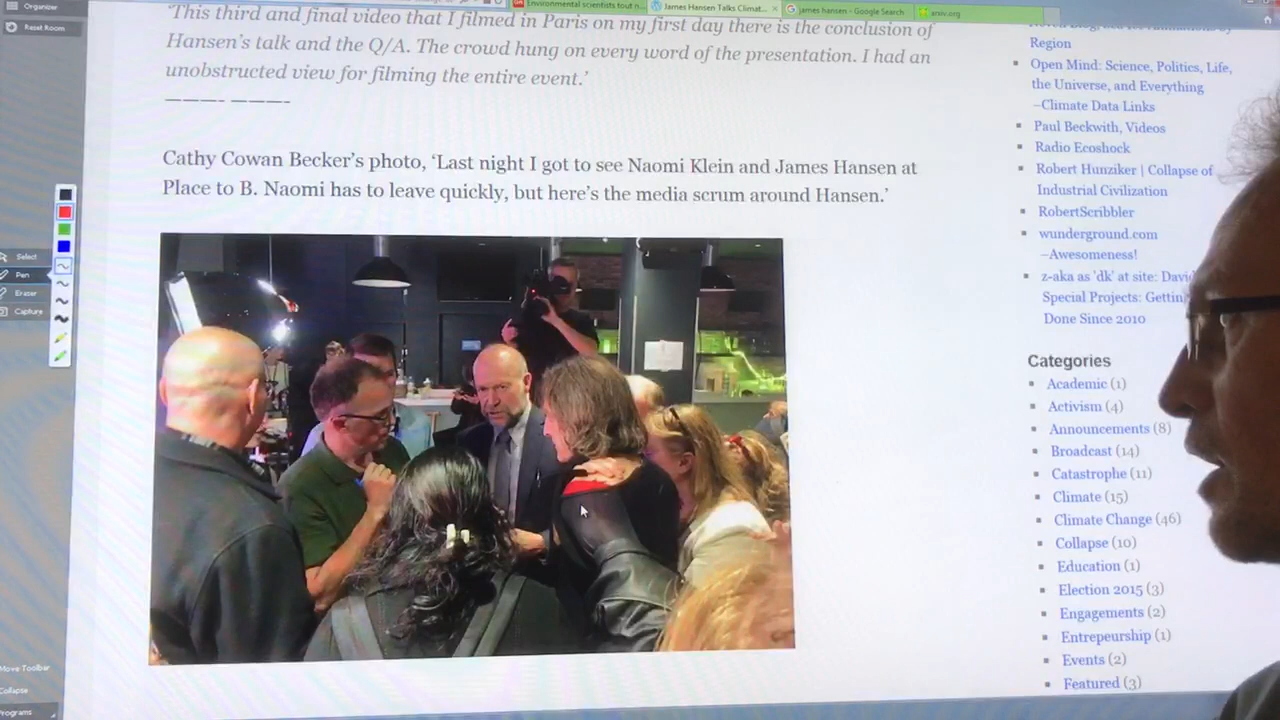 Organizer
Reset Room
Environmental scientists tout n...
James Hansen Talks Climat...
james hansen - Google Search
arxiv.org
'This third and final video that I filmed in Paris on my first day there is the conclusion of
Hansen's talk and the Q/A. The crowd hung on every word of the presentation. I had an
unobstructed view for filming the entire event.'
———- ———-
Cathy Cowan Becker's photo, 'Last night I got to see Naomi Klein and James Hansen at
Place to B. Naomi has to leave quickly, but here's the media scrum around Hansen.'
Select
Pen
Eraser
Capture
Move Toolbar
Collapse
Programs
Region
Open Mind: Science, Politics, Life,
the Universe, and Everything
–Climate Data Links
Paul Beckwith, Videos
Radio Ecoshock
Robert Hunziker | Collapse of
Industrial Civilization
RobertScribbler
wunderground.com
–Awesomeness!
z-aka as 'dk' at site: David
Special Projects: Gettin
Done Since 2010
Categories
Academic (1)
Activism (4)
Announcements (8)
Broadcast (14)
Catastrophe (11)
Climate (15)
Climate Change (46)
Collapse (10)
Education (1)
Election 2015 (3)
Engagements (2)
Entrepeurship (1)
Events (2)
Featured (3)